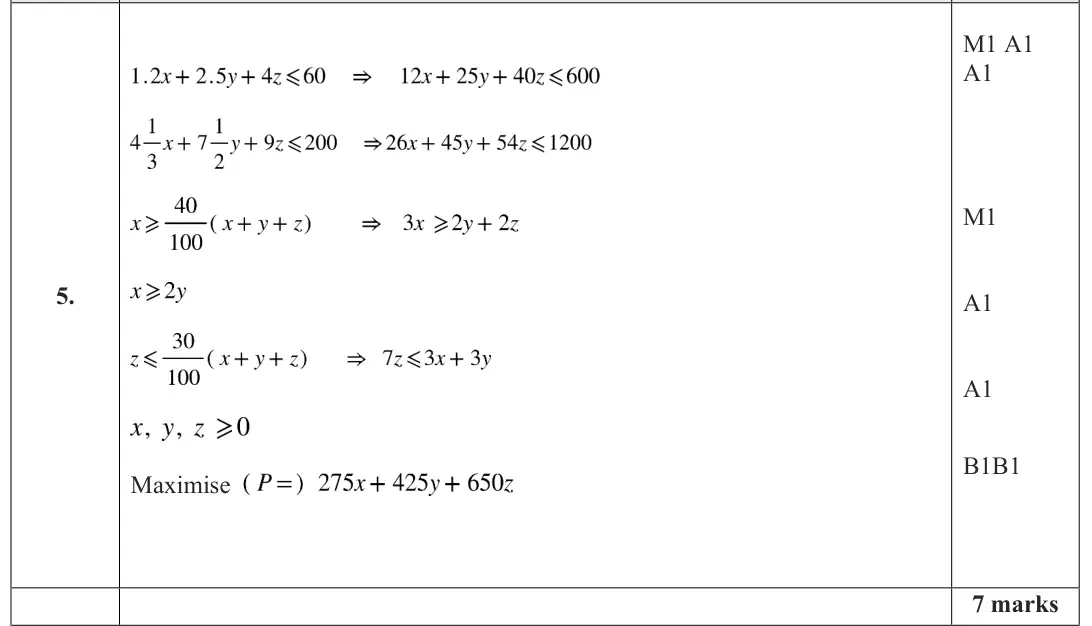 M1 A1
1.2x + 2.5y + 4z ⩽ 60 ⇒ 12x + 25y + 40z ⩽ 600
A1
4 1/3 x + 7 1/2 y + 9z ⩽ 200 ⇒ 26x + 45y + 54z ⩽ 1200
x ⩾ 40/100 ( x + y + z) ⇒ 3x ⩾ 2y + 2z
M1
5.
x ⩾ 2y
A1
z ⩽ 30/100 ( x + y + z) ⇒ 7z ⩽ 3x + 3y
A1
x, y, z ⩾ 0
B1B1
Maximise ( P = ) 275x + 425y + 650z
7 marks